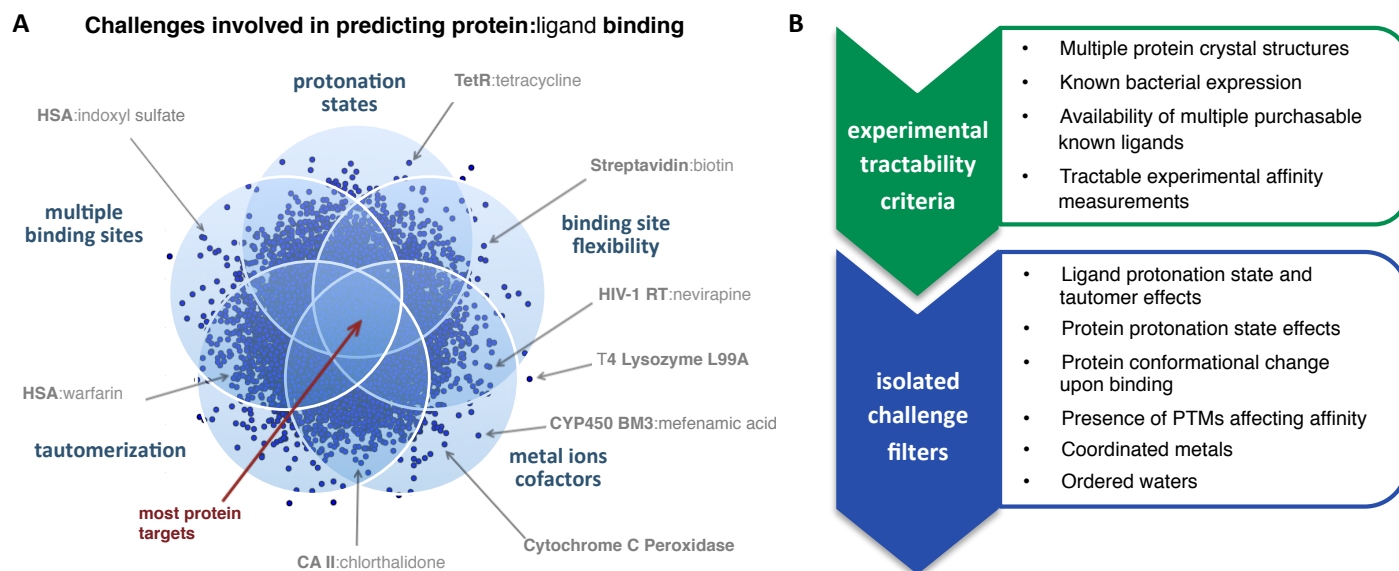 A
Challenges involved in predicting protein:ligand binding
protonation
states
TetR:tetracycline
HSA:indoxyl sulfate
Streptavidin:biotin
multiple
binding sites
binding site
flexibility
HIV-1 RT:nevirapine
T4 Lysozyme L99A
HSA:warfarin
CYP450 BM3:mefenamic acid
tautomerization
metal ions
cofactors
most protein
targets
Cytochrome C Peroxidase
CA II:chlorthalidone
B
experimental
tractability
criteria
• Multiple protein crystal structures
• Known bacterial expression
• Availability of multiple purchasable
known ligands
• Tractable experimental affinity
measurements
isolated
challenge
filters
• Ligand protonation state and
tautomer effects
• Protein protonation state effects
• Protein conformational change
upon binding
• Presence of PTMs affecting affinity
• Coordinated metals
• Ordered waters